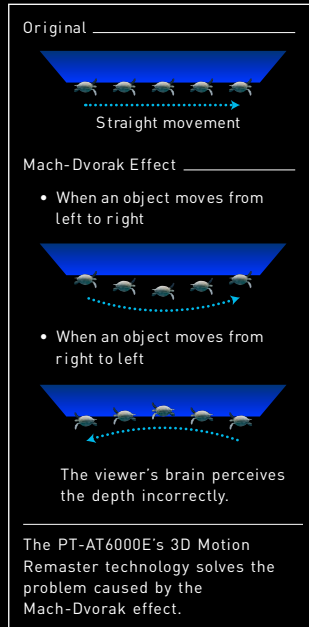 Original
Straight movement
Mach-Dvorak Effect
• When an object moves from
left to right
• When an object moves from
right to left
The viewer's brain perceives
the depth incorrectly.
The PT-AT6000E's 3D Motion
Remaster technology solves the
problem caused by the
Mach-Dvorak effect.